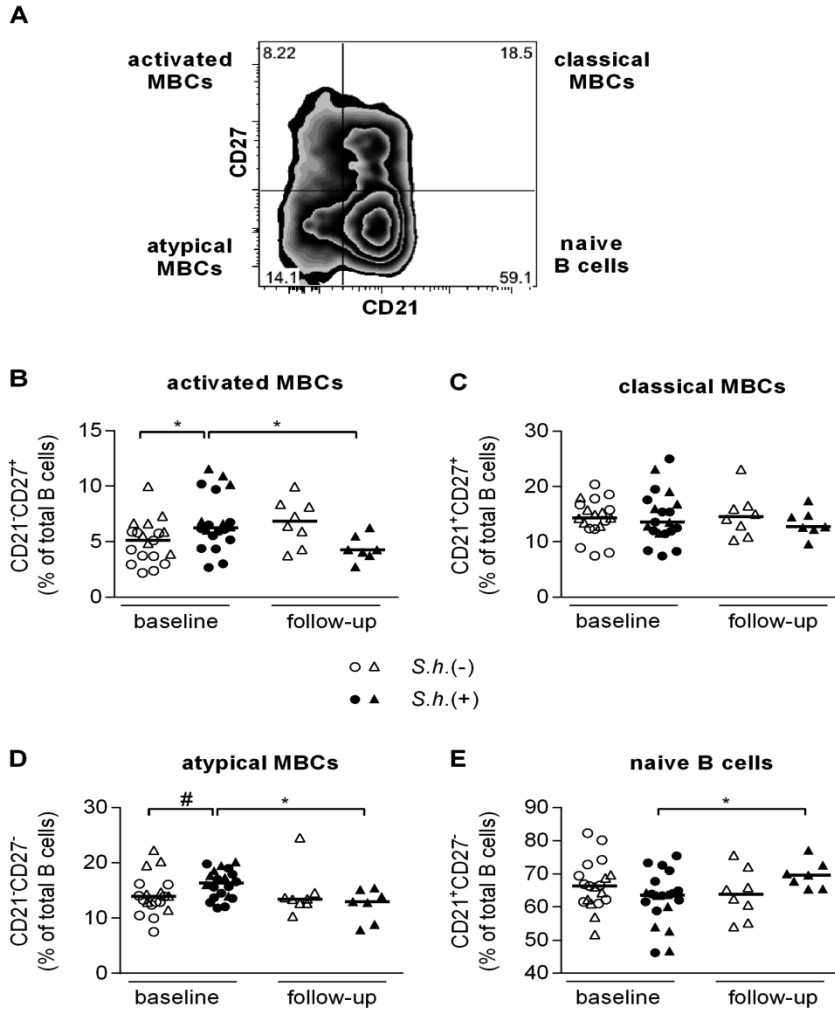 A
activated MBCs
classical MBCs
8.22
18.5
CD27
atypical MBCs
naive B cells
14.1
59.1
CD21
B
activated MBCs
CD21-CD27+
(% of total B cells)
15
10
5
0
*
*
baseline
follow-up
C
classical MBCs
CD21+CD27+
(% of total B cells)
30
20
10
0
baseline
follow-up
○ △ S.h.(-)
● ▲ S.h.(+)
D
atypical MBCs
CD21-CD27-
(% of total B cells)
30
20
10
0
#
*
baseline
follow-up
E
naive B cells
CD21+CD27-
(% of total B cells)
90
80
70
60
50
40
*
baseline
follow-up